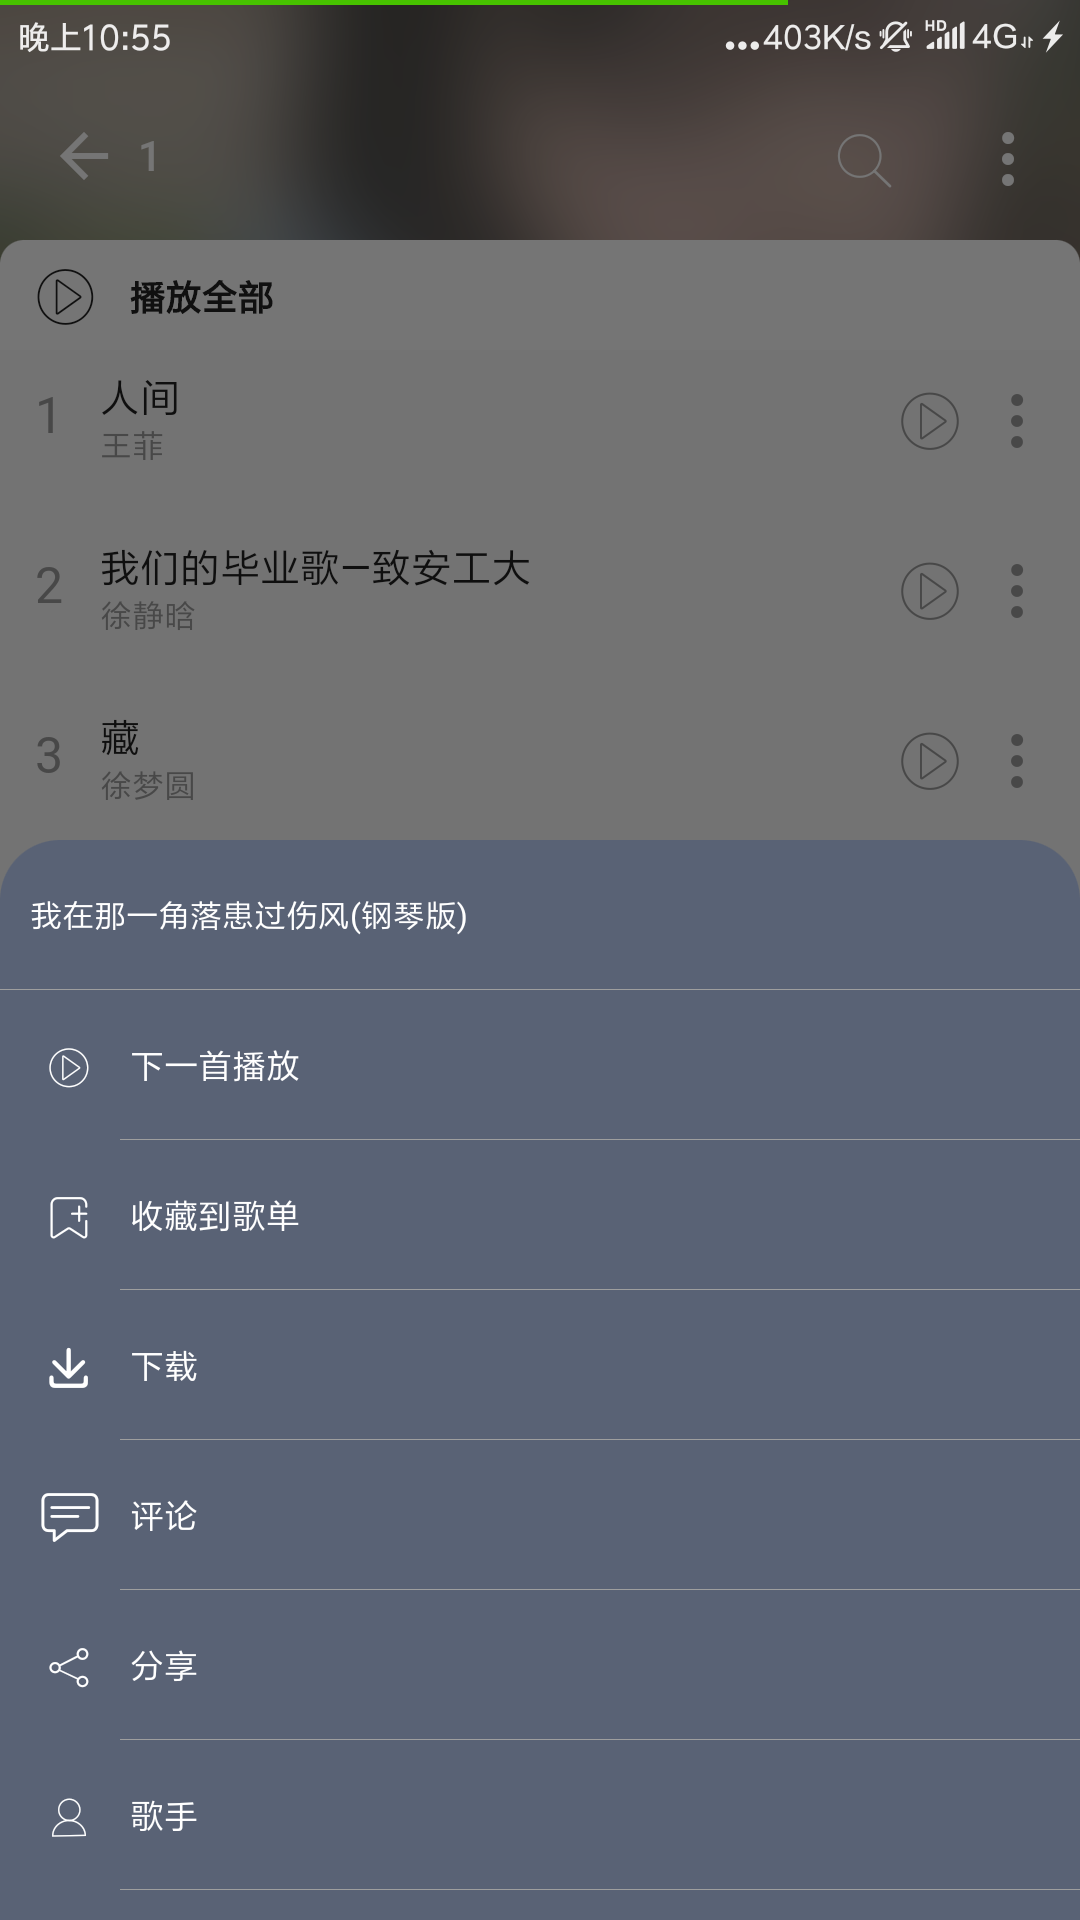 晚上10:55
...403K/s HD 4G
1
播放全部
1 人间
王菲
2 我们的毕业歌—致安工大
徐静晗
3 藏
徐梦圆
我在那一角落患过伤风(钢琴版)
下一首播放
收藏到歌单
下载
评论
分享
歌手